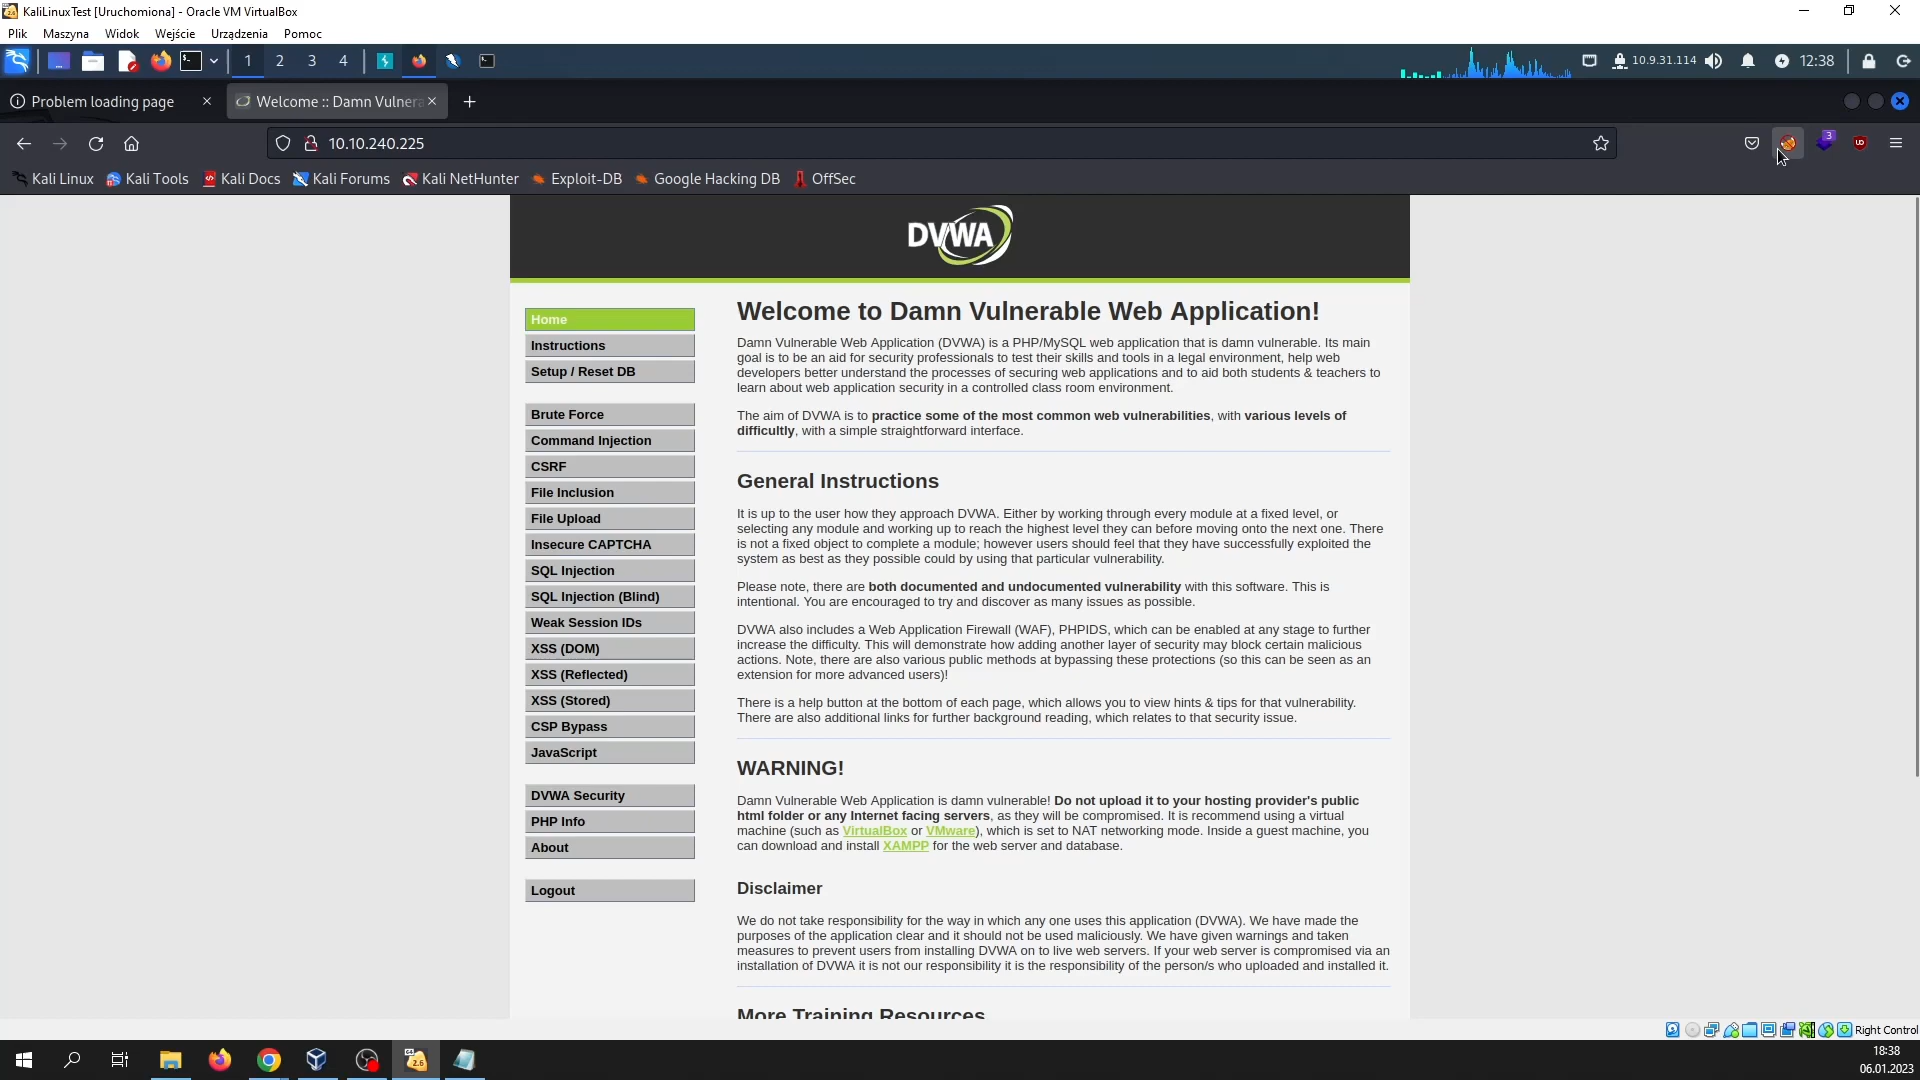 KaliLinuxTest [Uruchomiona] - Oracle VM VirtualBox
Plik Maszyna Widok Wejście Urządzenia Pomoc
1 2 3 4 10.9.31.114 12:38
Problem loading page Welcome :: Damn Vulnera
10.10.240.225 3
Kali Linux Kali Tools Kali Docs Kali Forums Kali NetHunter Exploit-DB Google Hacking DB OffSec
DVWA
Home
Instructions
Setup / Reset DB
Brute Force
Command Injection
CSRF
File Inclusion
File Upload
Insecure CAPTCHA
SQL Injection
SQL Injection (Blind)
Weak Session IDs
XSS (DOM)
XSS (Reflected)
XSS (Stored)
CSP Bypass
JavaScript
DVWA Security
PHP Info
About
Logout
Welcome to Damn Vulnerable Web Application!
Damn Vulnerable Web Application (DVWA) is a PHP/MySQL web application that is damn vulnerable. Its main
goal is to be an aid for security professionals to test their skills and tools in a legal environment, help web
developers better understand the processes of securing web applications and to aid both students & teachers to
learn about web application security in a controlled class room environment.
The aim of DVWA is to practice some of the most common web vulnerabilities, with various levels of
difficultly, with a simple straightforward interface.
General Instructions
It is up to the user how they approach DVWA. Either by working through every module at a fixed level, or
selecting any module and working up to reach the highest level they can before moving onto the next one. There
is not a fixed object to complete a module; however users should feel that they have successfully exploited the
system as best as they possible could by using that particular vulnerability.
Please note, there are both documented and undocumented vulnerability with this software. This is
intentional. You are encouraged to try and discover as many issues as possible.
DVWA also includes a Web Application Firewall (WAF), PHPIDS, which can be enabled at any stage to further
increase the difficulty. This will demonstrate how adding another layer of security may block certain malicious
actions. Note, there are also various public methods at bypassing these protections (so this can be seen as an
extension for more advanced users)!
There is a help button at the bottom of each page, which allows you to view hints & tips for that vulnerability.
There are also additional links for further background reading, which relates to that security issue.
WARNING!
Damn Vulnerable Web Application is damn vulnerable! Do not upload it to your hosting provider's public
html folder or any Internet facing servers, as they will be compromised. It is recommend using a virtual
machine (such as VirtualBox or VMware), which is set to NAT networking mode. Inside a guest machine, you
can download and install XAMPP for the web server and database.
Disclaimer
We do not take responsibility for the way in which any one uses this application (DVWA). We have made the
purposes of the application clear and it should not be used maliciously. We have given warnings and taken
measures to prevent users from installing DVWA on to live web servers. If your web server is compromised via an
installation of DVWA it is not our responsibility it is the responsibility of the person/s who uploaded and installed it.
More Training Resources
Right Control
18:38
06.01.2023